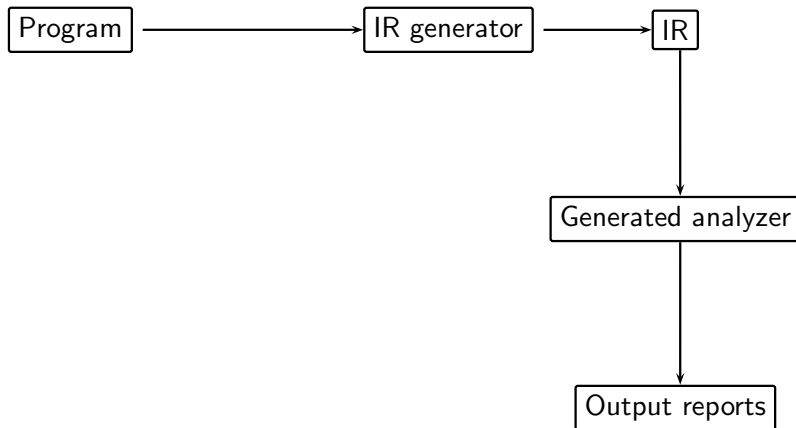 Program
IR generator
IR
Generated analyzer
Output reports